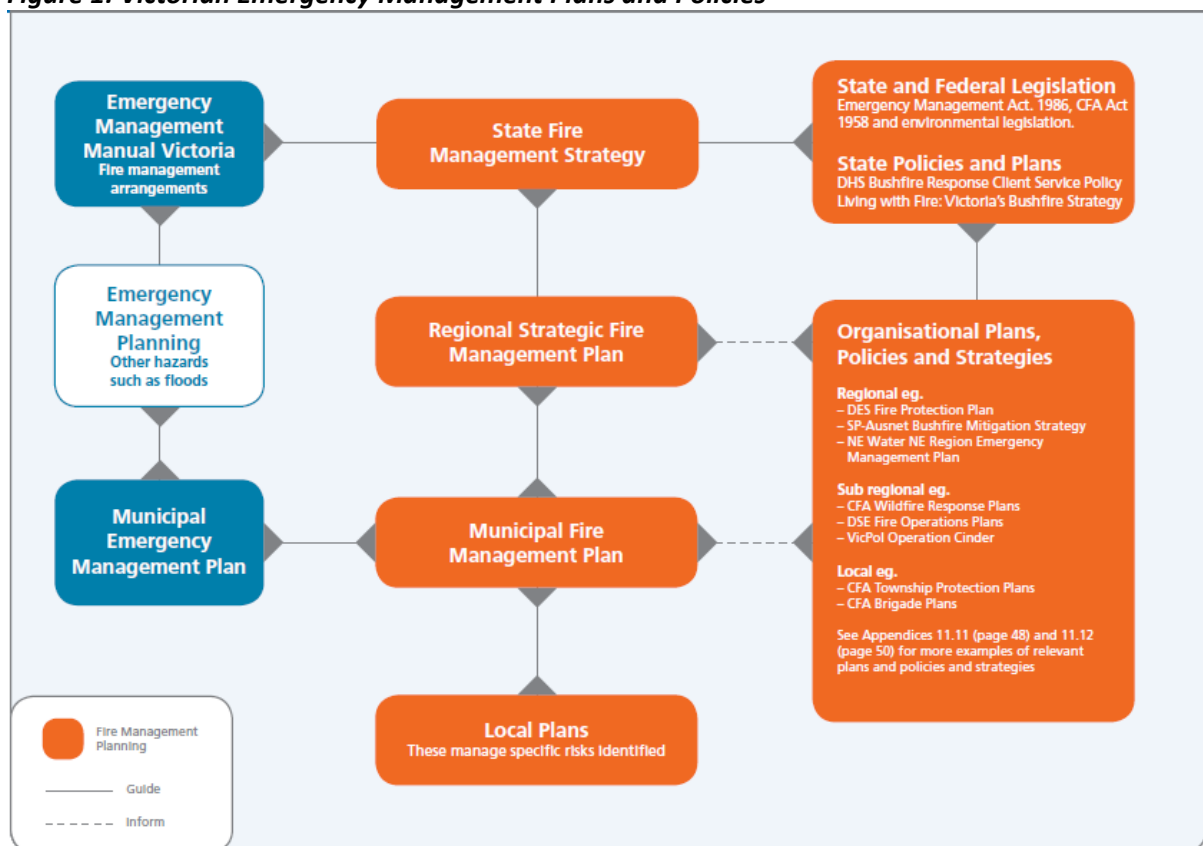 Figure 1: Victorian Emergency Management Plans and Policies
Emergency
Management
Manual Victoria
Fire management
arrangements
State Fire
Management Strategy
State and Federal Legislation
Emergency Management Act. 1986, CFA Act
1958 and environmental legislation.
State Policies and Plans
DHS Bushfire Response Client Service Policy
Living with Fire: Victoria's Bushfire Strategy
Emergency
Management
Planning
Other hazards
such as floods
Regional Strategic Fire
Management Plan
Organisational Plans,
Policies and Strategies
Regional eg.
– DES Fire Protection Plan
– SP-Ausnet Bushfire Mitigation Strategy
– NE Water NE Region Emergency
Management Plan
Sub regional eg.
– CFA Wildfire Response Plans
– DSE Fire Operations Plans
– VicPol Operation Cinder
Local eg.
– CFA Township Protection Plans
– CFA Brigade Plans
See Appendices 11.11 (page 48) and 11.12
(page 50) for more examples of relevant
plans and policies and strategies
Municipal
Emergency
Management Plan
Municipal Fire
Management Plan
Local Plans
These manage specific risks identified
Fire Management
Planning
Guide
Inform